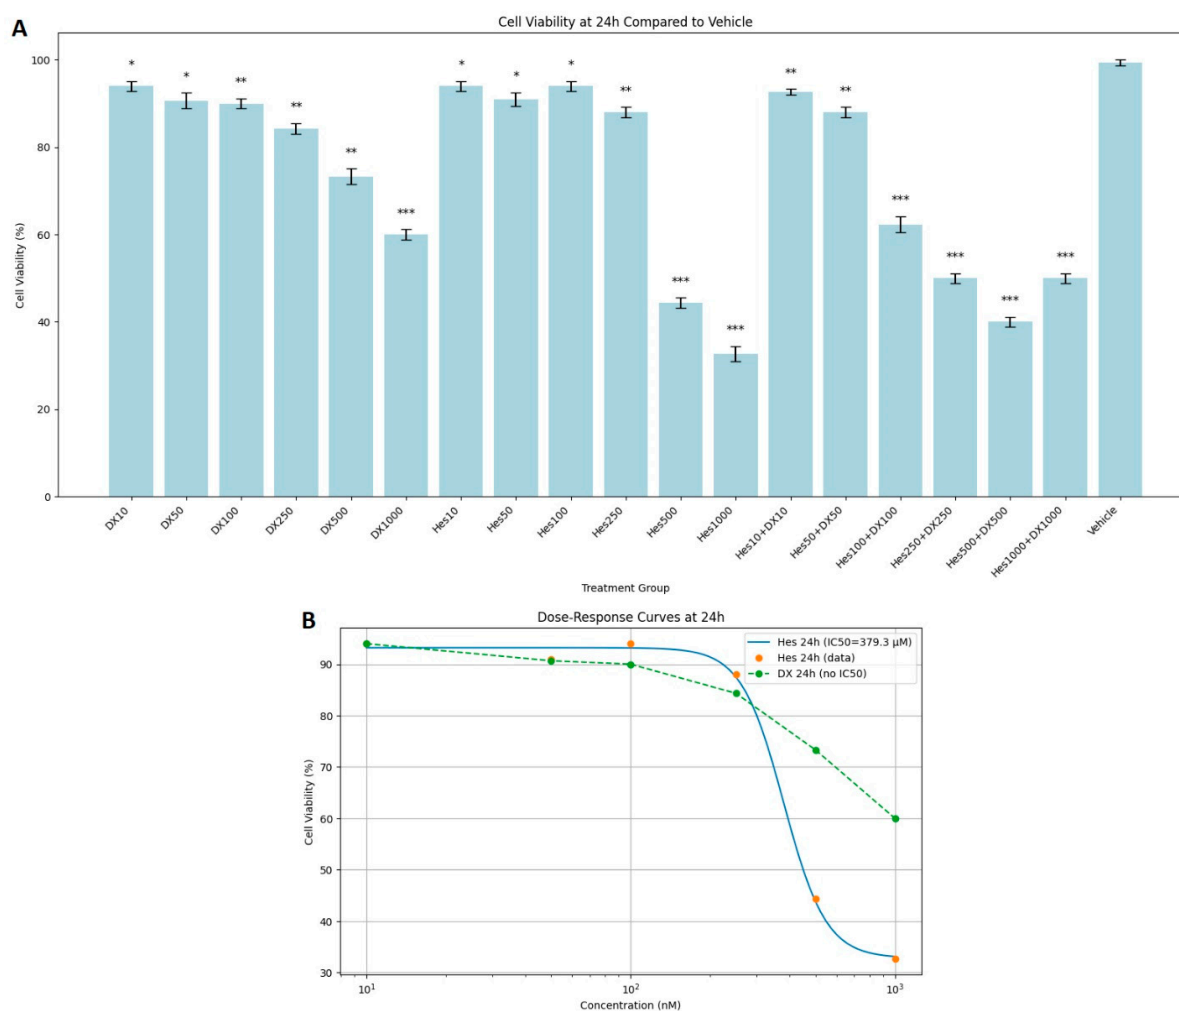 A
Cell Viability at 24h Compared to Vehicle
Cell Viability (%)
100
80
60
40
20
0
* * ** ** ** *** * * * ** *** *** ** ** *** *** *** ***
DX10 DX50 DX100 DX250 DX500 DX1000 Hes10 Hes50 Hes100 Hes250 Hes500 Hes1000 Hes10+DX10 Hes50+DX50 Hes100+DX100 Hes250+DX250 Hes500+DX500 Hes1000+DX1000 Vehicle
Treatment Group
B
Dose-Response Curves at 24h
Hes 24h (IC50=379.3 μM)
Hes 24h (data)
DX 24h (no IC50)
Cell Viability (%)
90
80
70
60
50
40
30
10¹ 10² 10³
Concentration (nM)